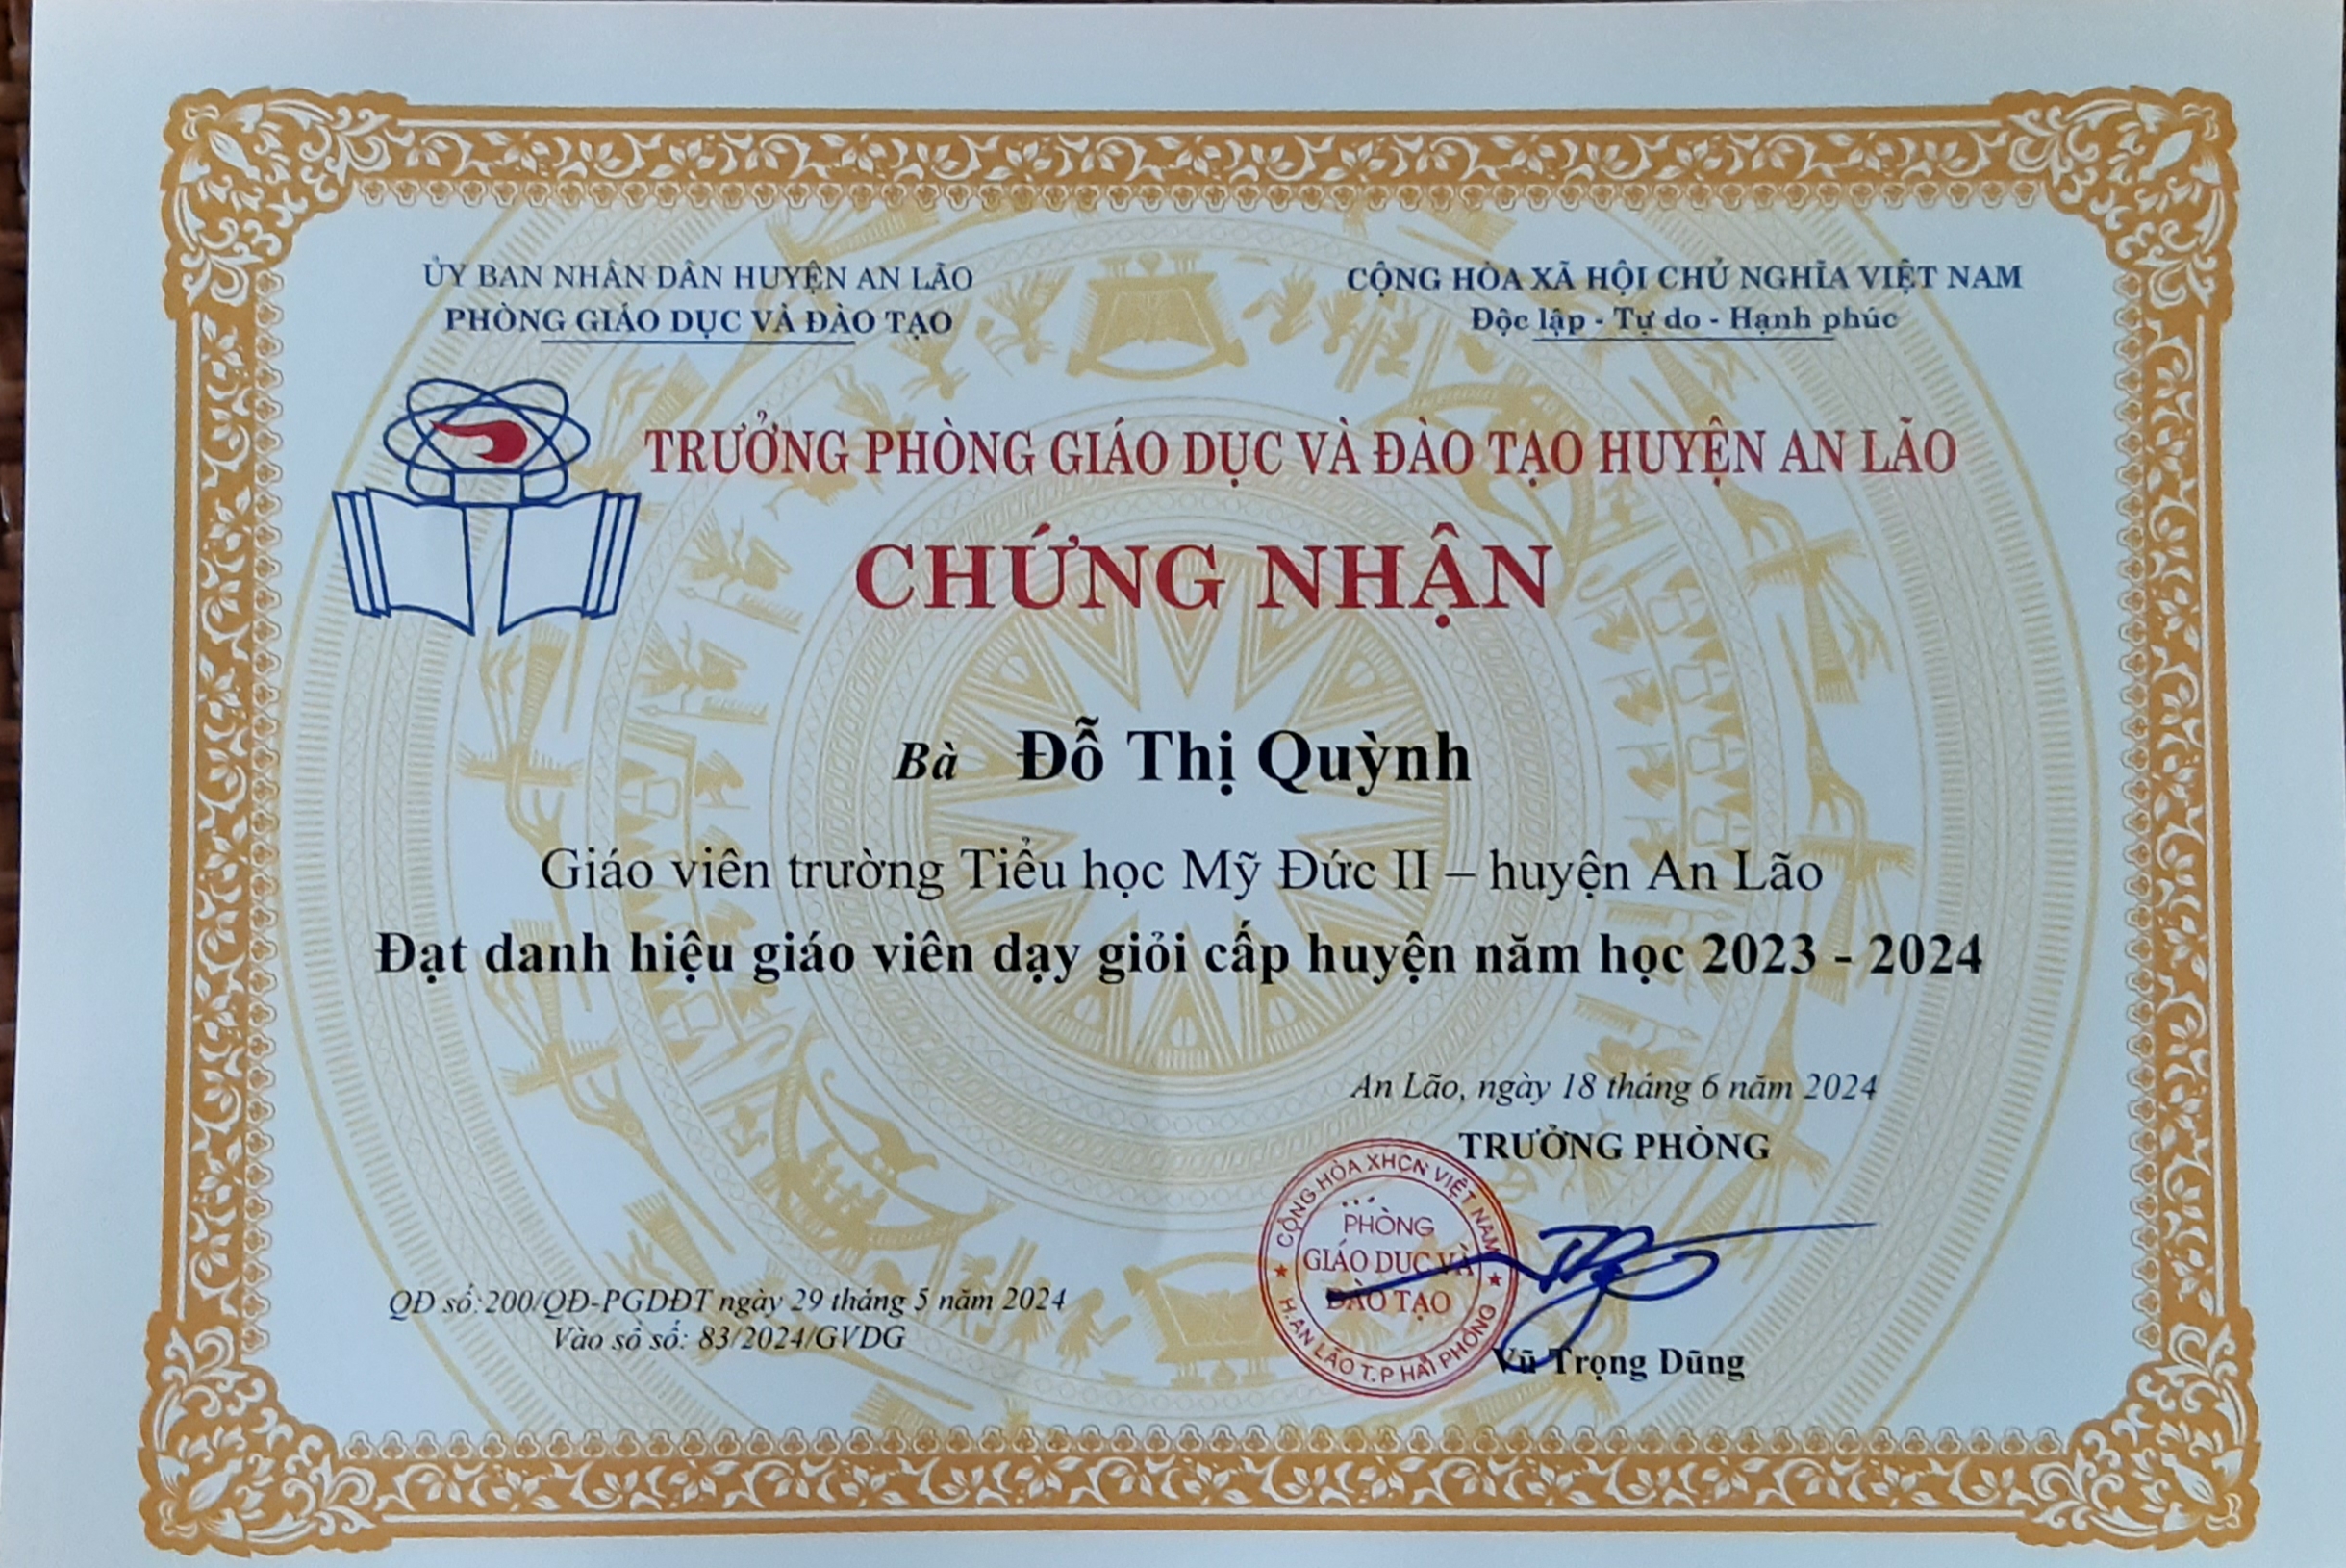 ỦY BAN NHÂN DÂN HUYỆN AN LÃO
PHÒNG GIÁO DỤC VÀ ĐÀO TẠO
CỘNG HÒA XÃ HỘI CHỦ NGHĨA VIỆT NAM
Độc lập - Tự do - Hạnh phúc
TRƯỞNG PHÒNG GIÁO DỤC VÀ ĐÀO TẠO HUYỆN AN LÃO
CHỨNG NHẬN
Bà Đỗ Thị Quỳnh
Giáo viên trường Tiểu học Mỹ Đức II – huyện An Lão
Đạt danh hiệu giáo viên dạy giỏi cấp huyện năm học 2023 - 2024
An Lão, ngày 18 tháng 6 năm 2024
TRƯỞNG PHÒNG
CỘNG HÒA XHCN VIỆT NAM
PHÒNG
GIÁO DỤC VÀ
ĐÀO TẠO
H.AN LÃO T.P HẢI PHÒNG
QĐ số:200/QĐ-PGDĐT ngày 29 tháng 5 năm 2024
Vào sổ số: 83/2024/GVDG
Vũ Trọng Dũng